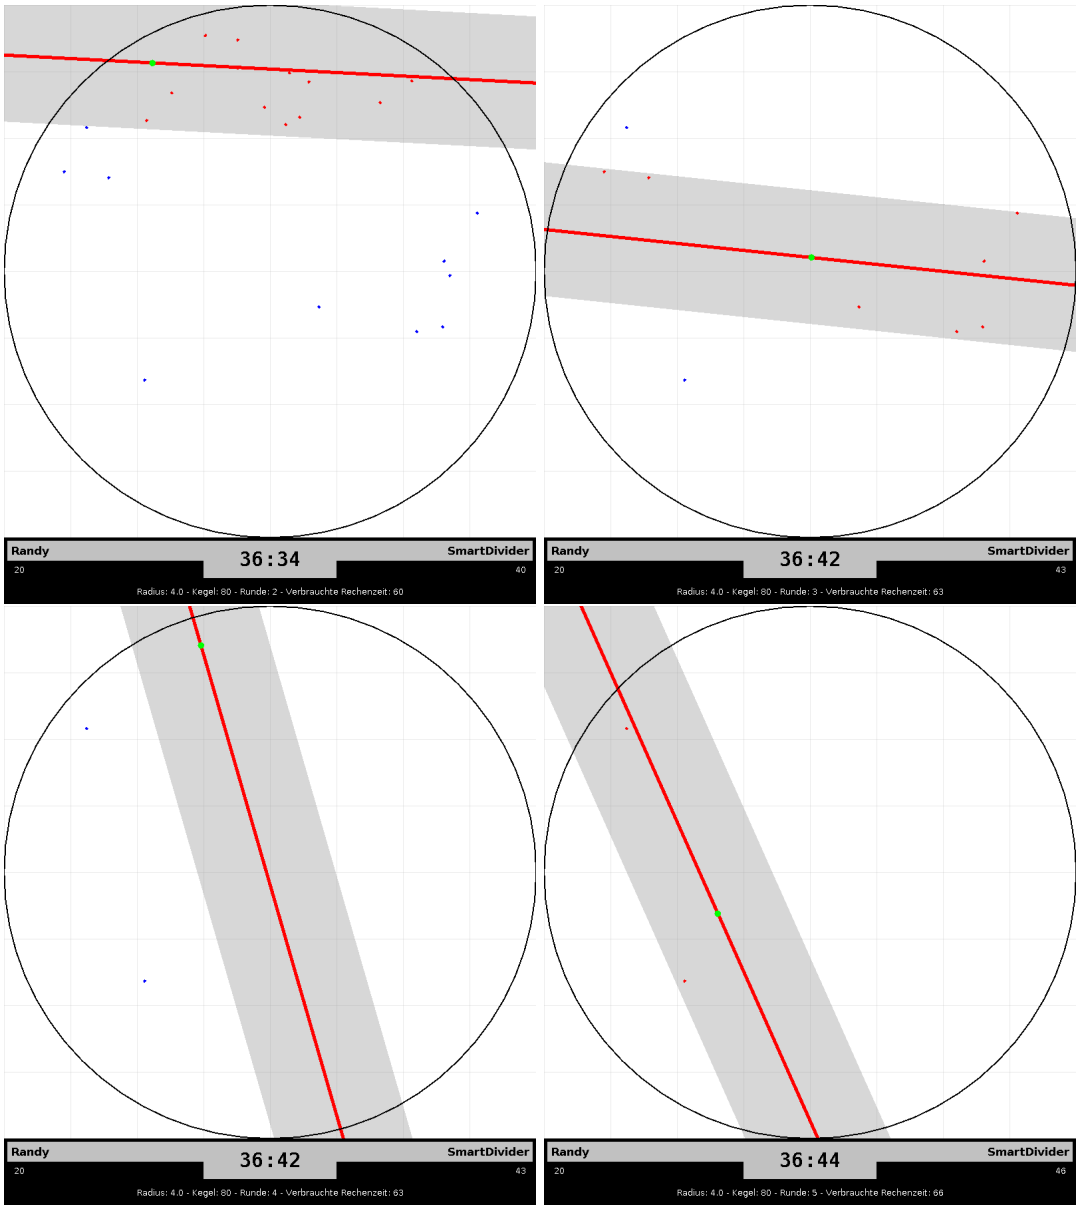 Randy 36:34 SmartDivider
20 40
Radius: 4.0 - Kegel: 80 - Runde: 2 - Verbrauchte Rechenzeit: 60
Randy 36:42 SmartDivider
20 43
Radius: 4.0 - Kegel: 80 - Runde: 3 - Verbrauchte Rechenzeit: 63
Randy 36:42 SmartDivider
20 43
Radius: 4.0 - Kegel: 80 - Runde: 4 - Verbrauchte Rechenzeit: 63
Randy 36:44 SmartDivider
20 46
Radius: 4.0 - Kegel: 80 - Runde: 5 - Verbrauchte Rechenzeit: 66